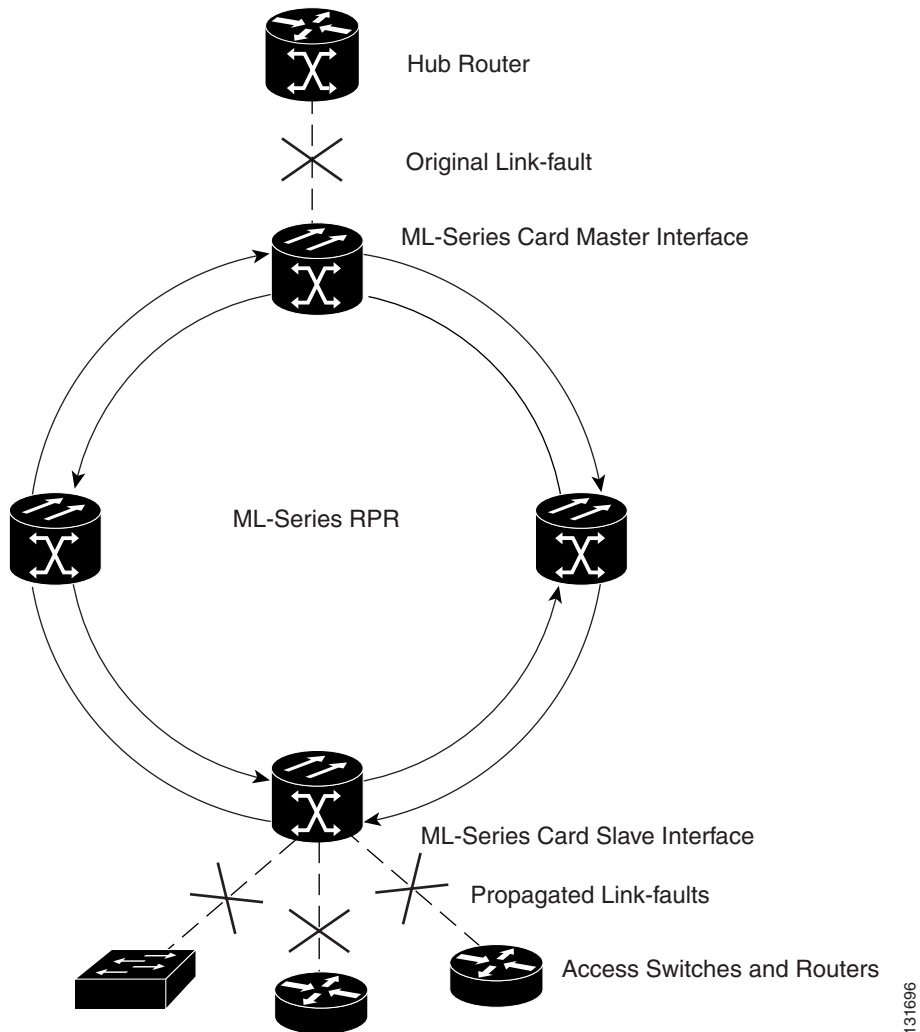 Hub Router
Original Link-fault
ML-Series Card Master Interface
ML-Series RPR
ML-Series Card Slave Interface
Propagated Link-faults
Access Switches and Routers
131696